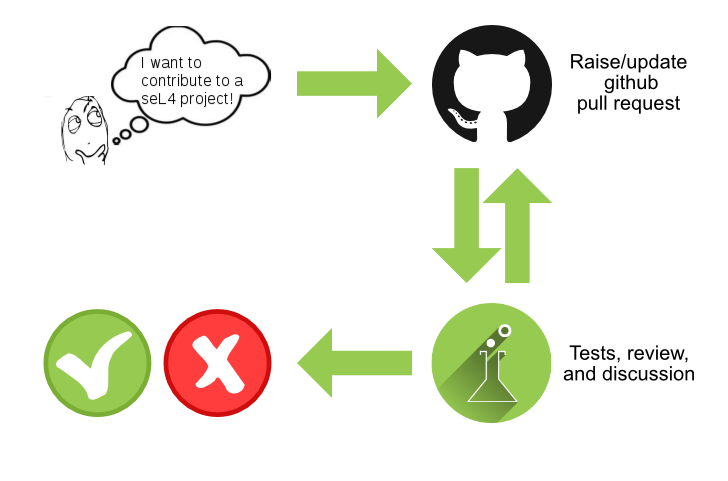 I want to
contribute to a
seL4 project!
Raise/update
github
pull request
Tests, review,
and discussion